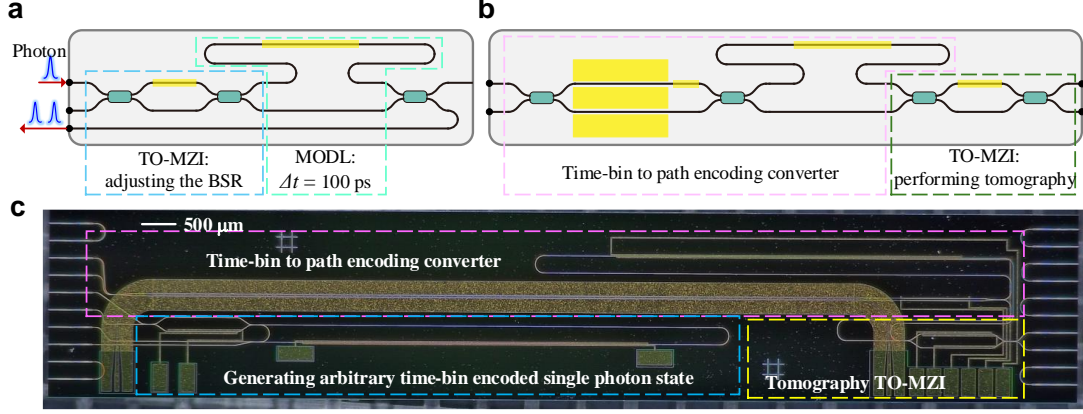 a
b
Photon
TO-MZI:
adjusting the BSR
MODL:
Δt = 100 ps
Time-bin to path encoding converter
TO-MZI:
performing tomography
c
500 μm
Time-bin to path encoding converter
Generating arbitrary time-bin encoded single photon state
Tomography TO-MZI